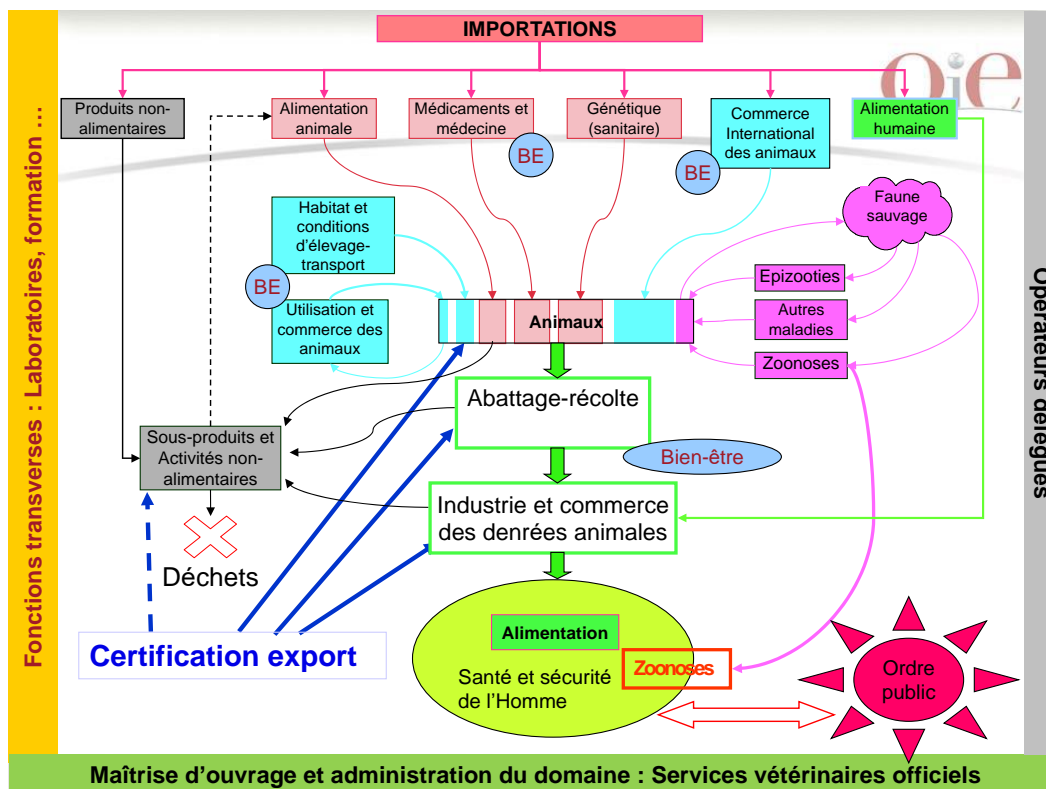 IMPORTATIONS
oie
Produits non-
alimentaires
Alimentation
animale
Médicaments et
médecine
Génétique
(sanitaire)
Commerce
International
des animaux
Alimentation
humaine
BE
BE
Habitat et
conditions
d'élevage-
transport
BE
Utilisation et
commerce des
animaux
Faune
sauvage
Epizooties
Autres
maladies
Zoonoses
Animaux
Abattage-récolte
Bien-être
Sous-produits et
Activités non-
alimentaires
Industrie et commerce
des denrées animales
Déchets
Certification export
Alimentation
Zoonoses
Santé et sécurité
de l'Homme
Ordre
public
Fonctions transverses : Laboratoires, formation ...
Opérateurs délégués
Maîtrise d'ouvrage et administration du domaine : Services vétérinaires officiels